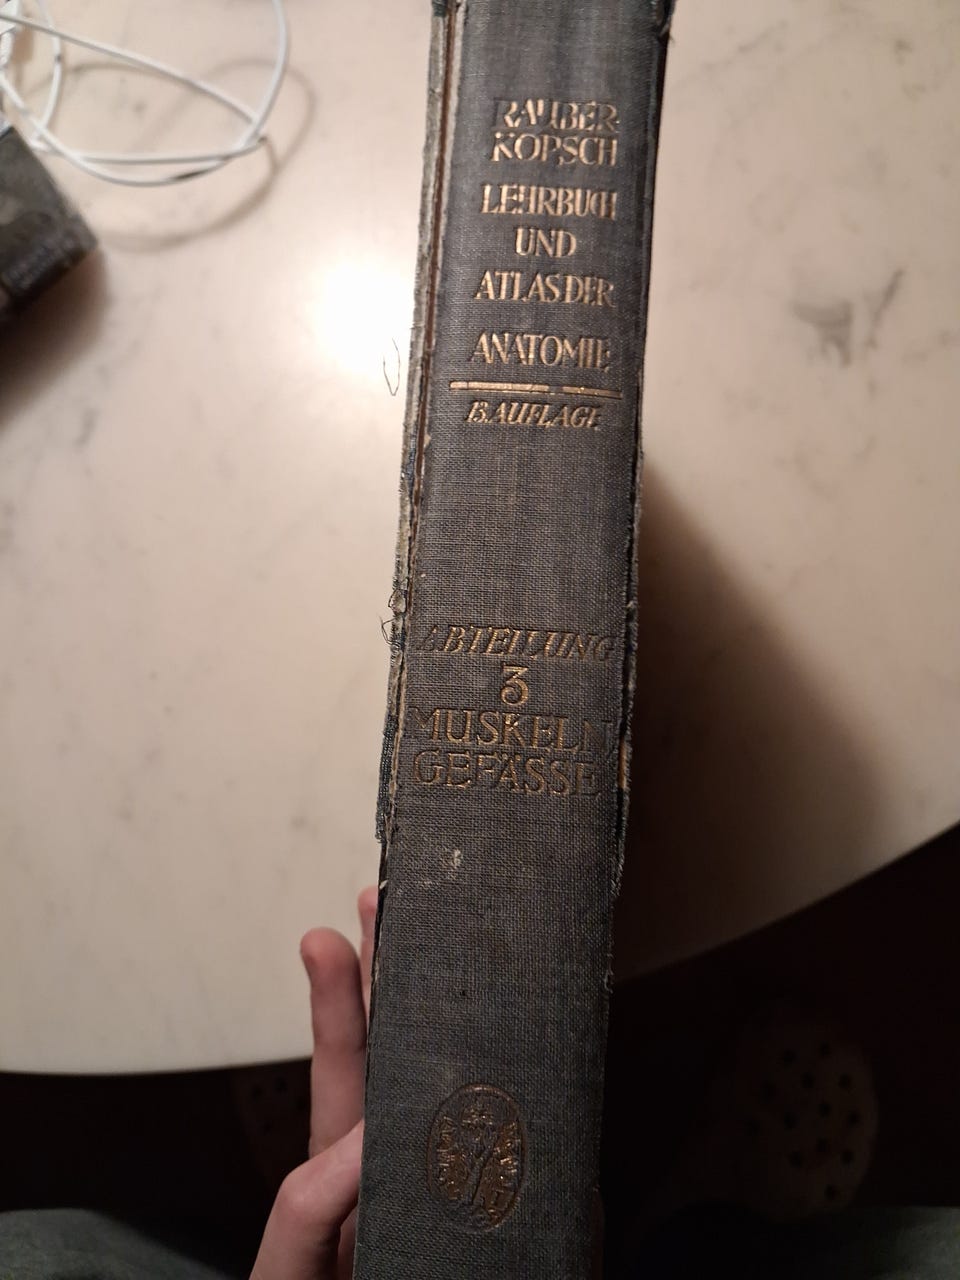 RAUBER
KOPSCH
LEHRBUCH
UND
ATLAS DER
ANATOMIE
13. AUFLAGE
ABTEILUNG
3
MUSKELN
GEFÄSSE